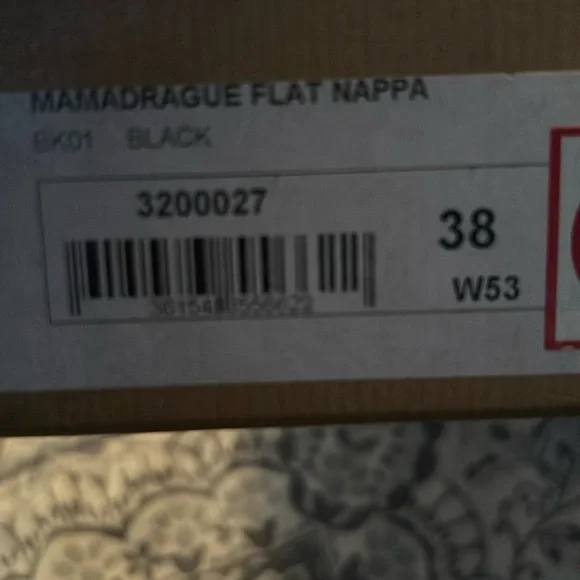 MAMADRAGUE FLAT NAPPA
BK01 BLACK
3200027
38
W53